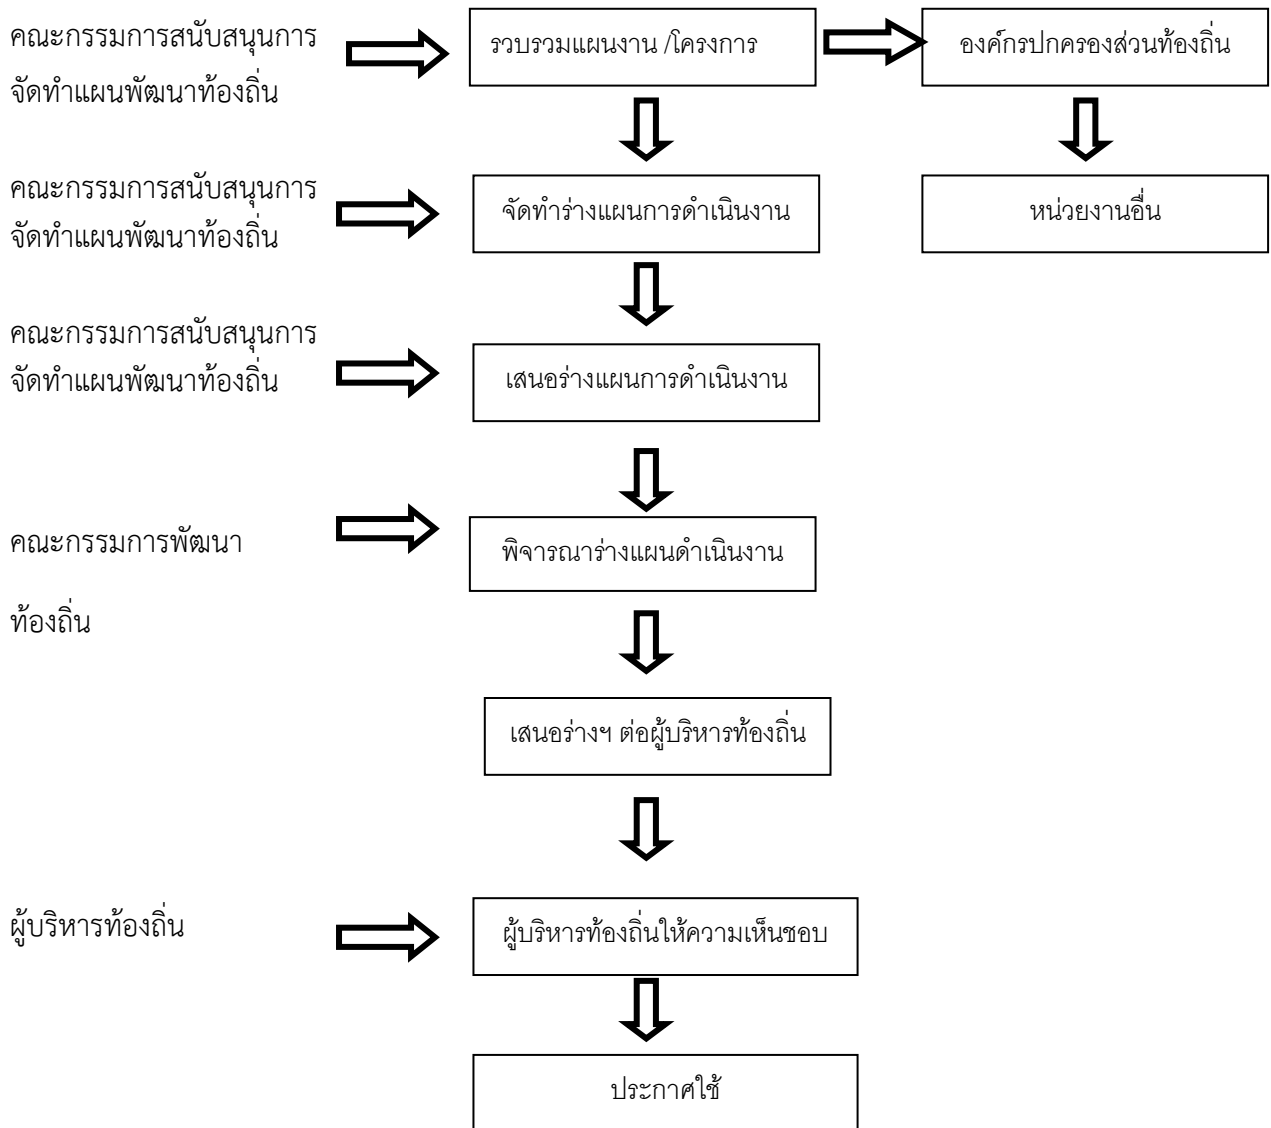 คณะกรรมการสนับสนุนการ
จัดทำแผนพัฒนาท้องถิ่น
รวบรวมแผนงาน /โครงการ
องค์กรปกครองส่วนท้องถิ่น
คณะกรรมการสนับสนุนการ
จัดทำแผนพัฒนาท้องถิ่น
จัดทำร่างแผนการดำเนินงาน
หน่วยงานอื่น
คณะกรรมการสนับสนุนการ
จัดทำแผนพัฒนาท้องถิ่น
เสนอร่างแผนการดำเนินงาน
คณะกรรมการพัฒนา
ท้องถิ่น
พิจารณาร่างแผนดำเนินงาน
เสนอร่างฯ ต่อผู้บริหารท้องถิ่น
ผู้บริหารท้องถิ่น
ผู้บริหารท้องถิ่นให้ความเห็นชอบ
ประกาศใช้